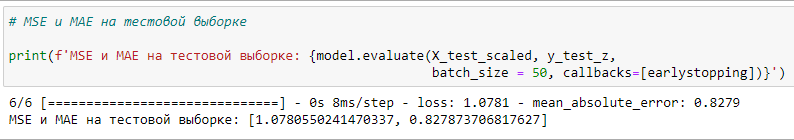 # MSE и MAE на тестовой выборке
print(f'MSE и MAE на тестовой выборке: {model.evaluate(X_test_scaled, y_test_z,
batch_size = 50, callbacks=[earlystopping])}')
6/6 [==============================] - 0s 8ms/step - loss: 1.0781 - mean_absolute_error: 0.8279
MSE и MAE на тестовой выборке: [1.0780550241470337, 0.827873706817627]